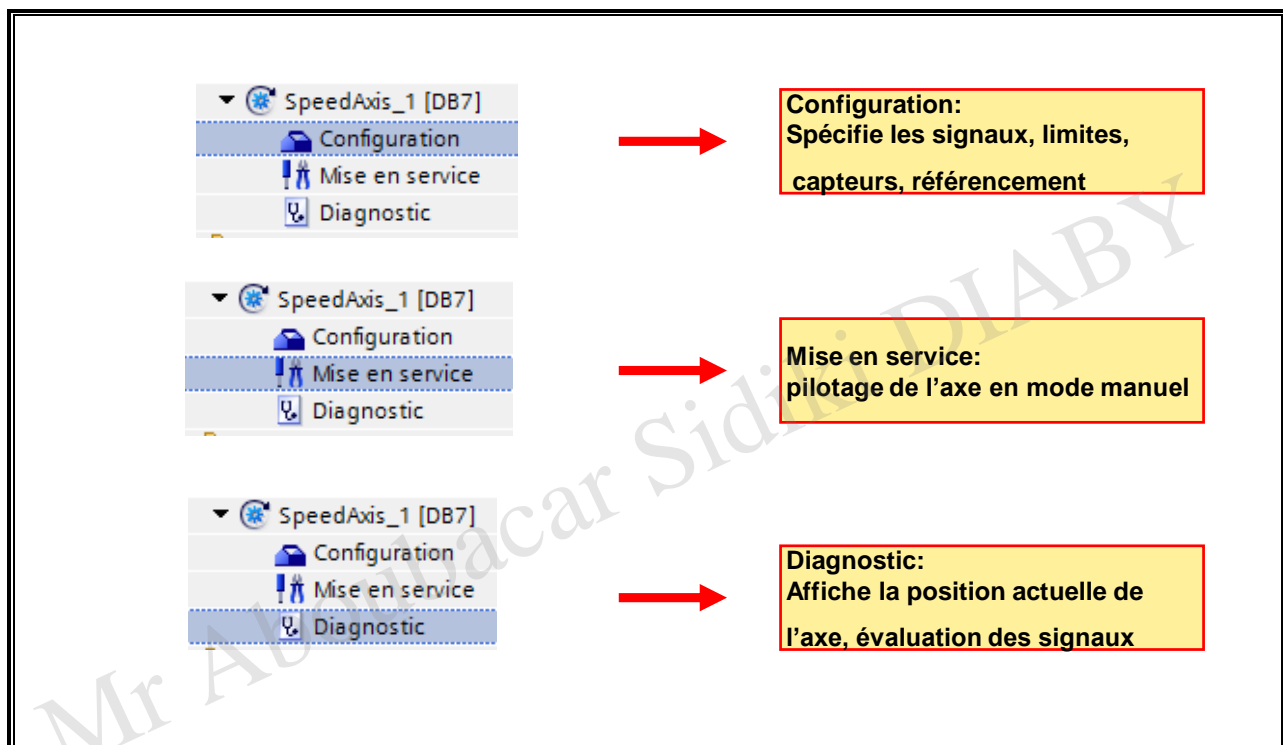 SpeedAxis_1 [DB7]
Configuration
Mise en service
Diagnostic
Configuration:
Spécifie les signaux, limites,
capteurs, référencement
SpeedAxis_1 [DB7]
Configuration
Mise en service
Diagnostic
Mise en service:
pilotage de l’axe en mode manuel
SpeedAxis_1 [DB7]
Configuration
Mise en service
Diagnostic
Diagnostic:
Affiche la position actuelle de
l’axe, évaluation des signaux
Mr Aboubacar Sidiki DIABY